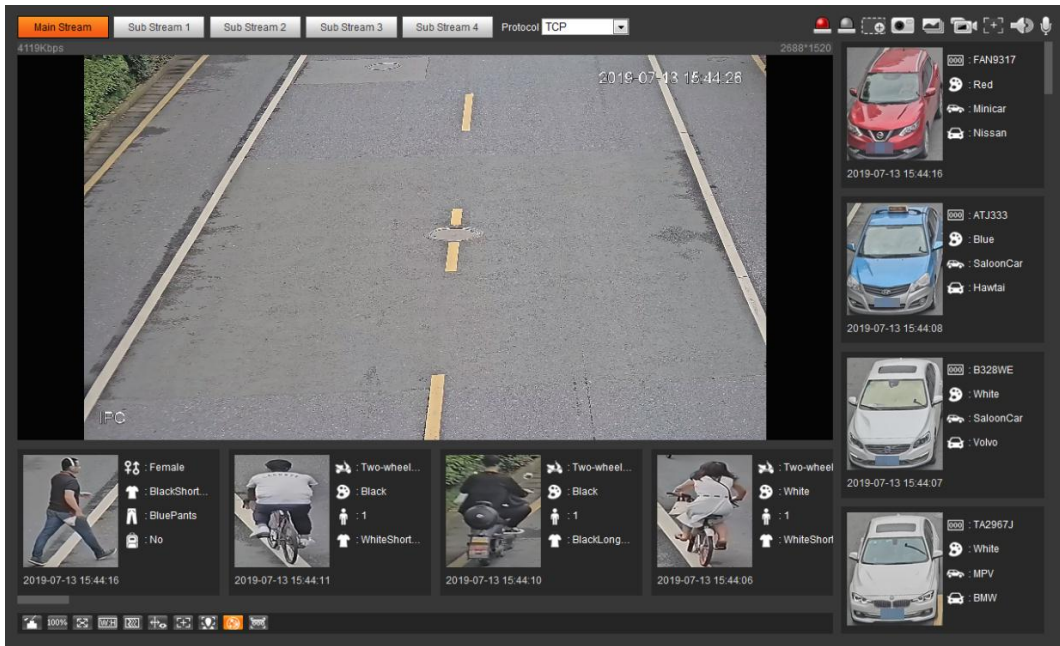 Main Stream
Sub Stream 1
Sub Stream 2
Sub Stream 3
Sub Stream 4
Protocol TCP
4119Kbps
2688*1520
2019-07-13 15:44:26
IPC
: FAN9317
: Red
: Minicar
: Nissan
2019-07-13 15:44:16
: ATJ333
: Blue
: SaloonCar
: Hawtai
2019-07-13 15:44:08
: B328WE
: White
: SaloonCar
: Volvo
2019-07-13 15:44:07
: TA2967J
: White
: MPV
: BMW
: Female
: BlackShort...
: BluePants
: No
2019-07-13 15:44:16
: Two-wheel...
: Black
: 1
: WhiteShort...
2019-07-13 15:44:11
: Two-wheel...
: Black
: 1
: BlackLong...
2019-07-13 15:44:10
: Two-wheel
: White
: 1
: WhiteShort
2019-07-13 15:44:06
100%
W:H